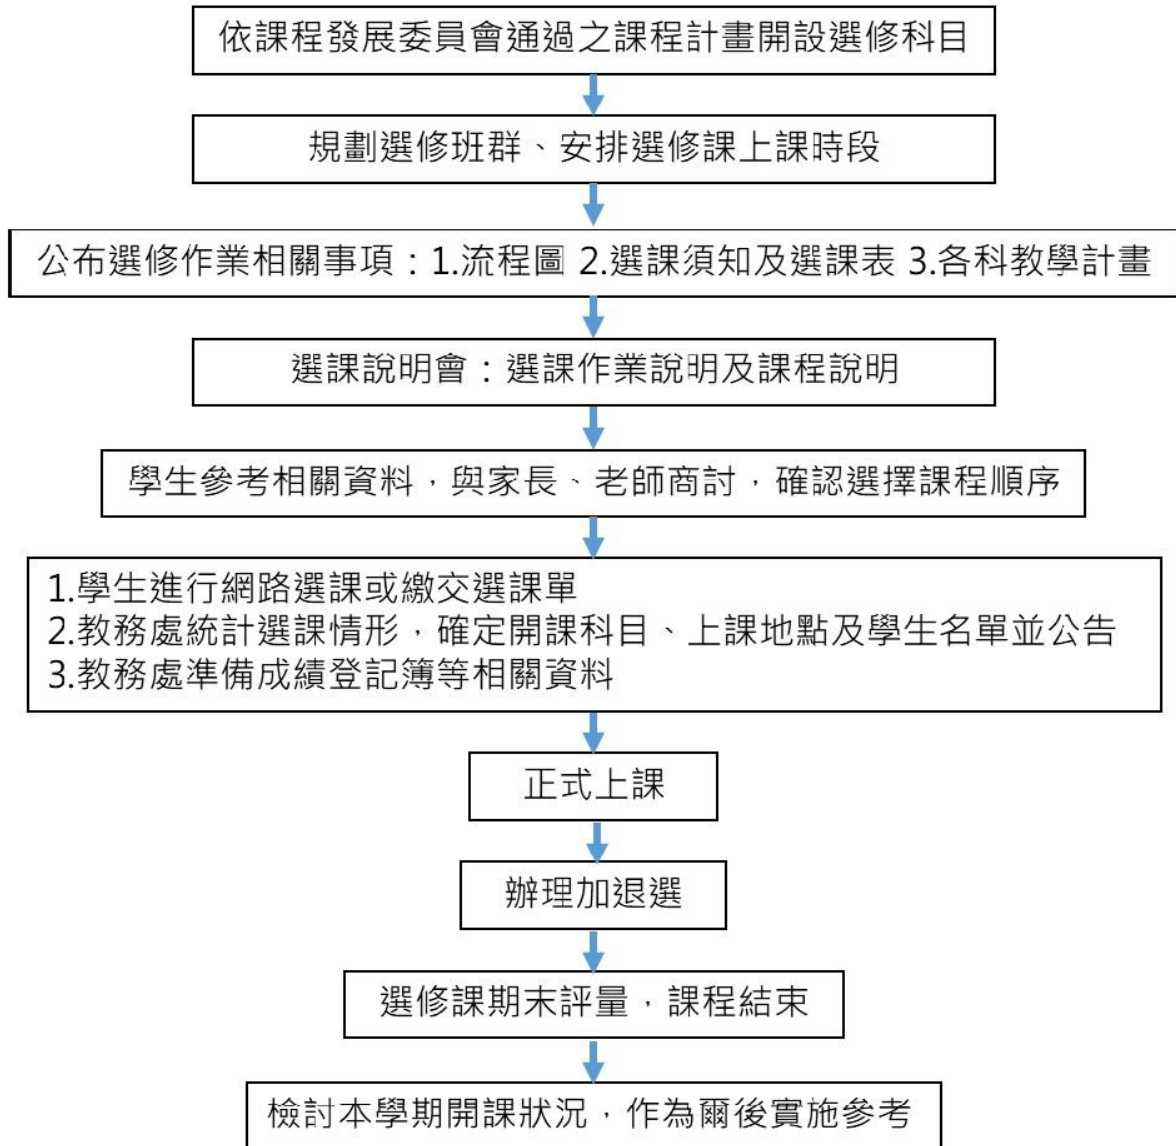 依課程發展委員會通過之課程計畫開設選修科目
規劃選修班群、安排選修課上課時段
公布選修作業相關事項：1.流程圖 2.選課須知及選課表 3.各科教學計畫
選課說明會：選課作業說明及課程說明
學生參考相關資料，與家長、老師商討，確認選擇課程順序
1.學生進行網路選課或繳交選課單
2.教務處統計選課情形，確定開課科目、上課地點及學生名單並公告
3.教務處準備成績登記簿等相關資料
正式上課
辦理加退選
選修課期末評量，課程結束
檢討本學期開課狀況，作為爾後實施參考